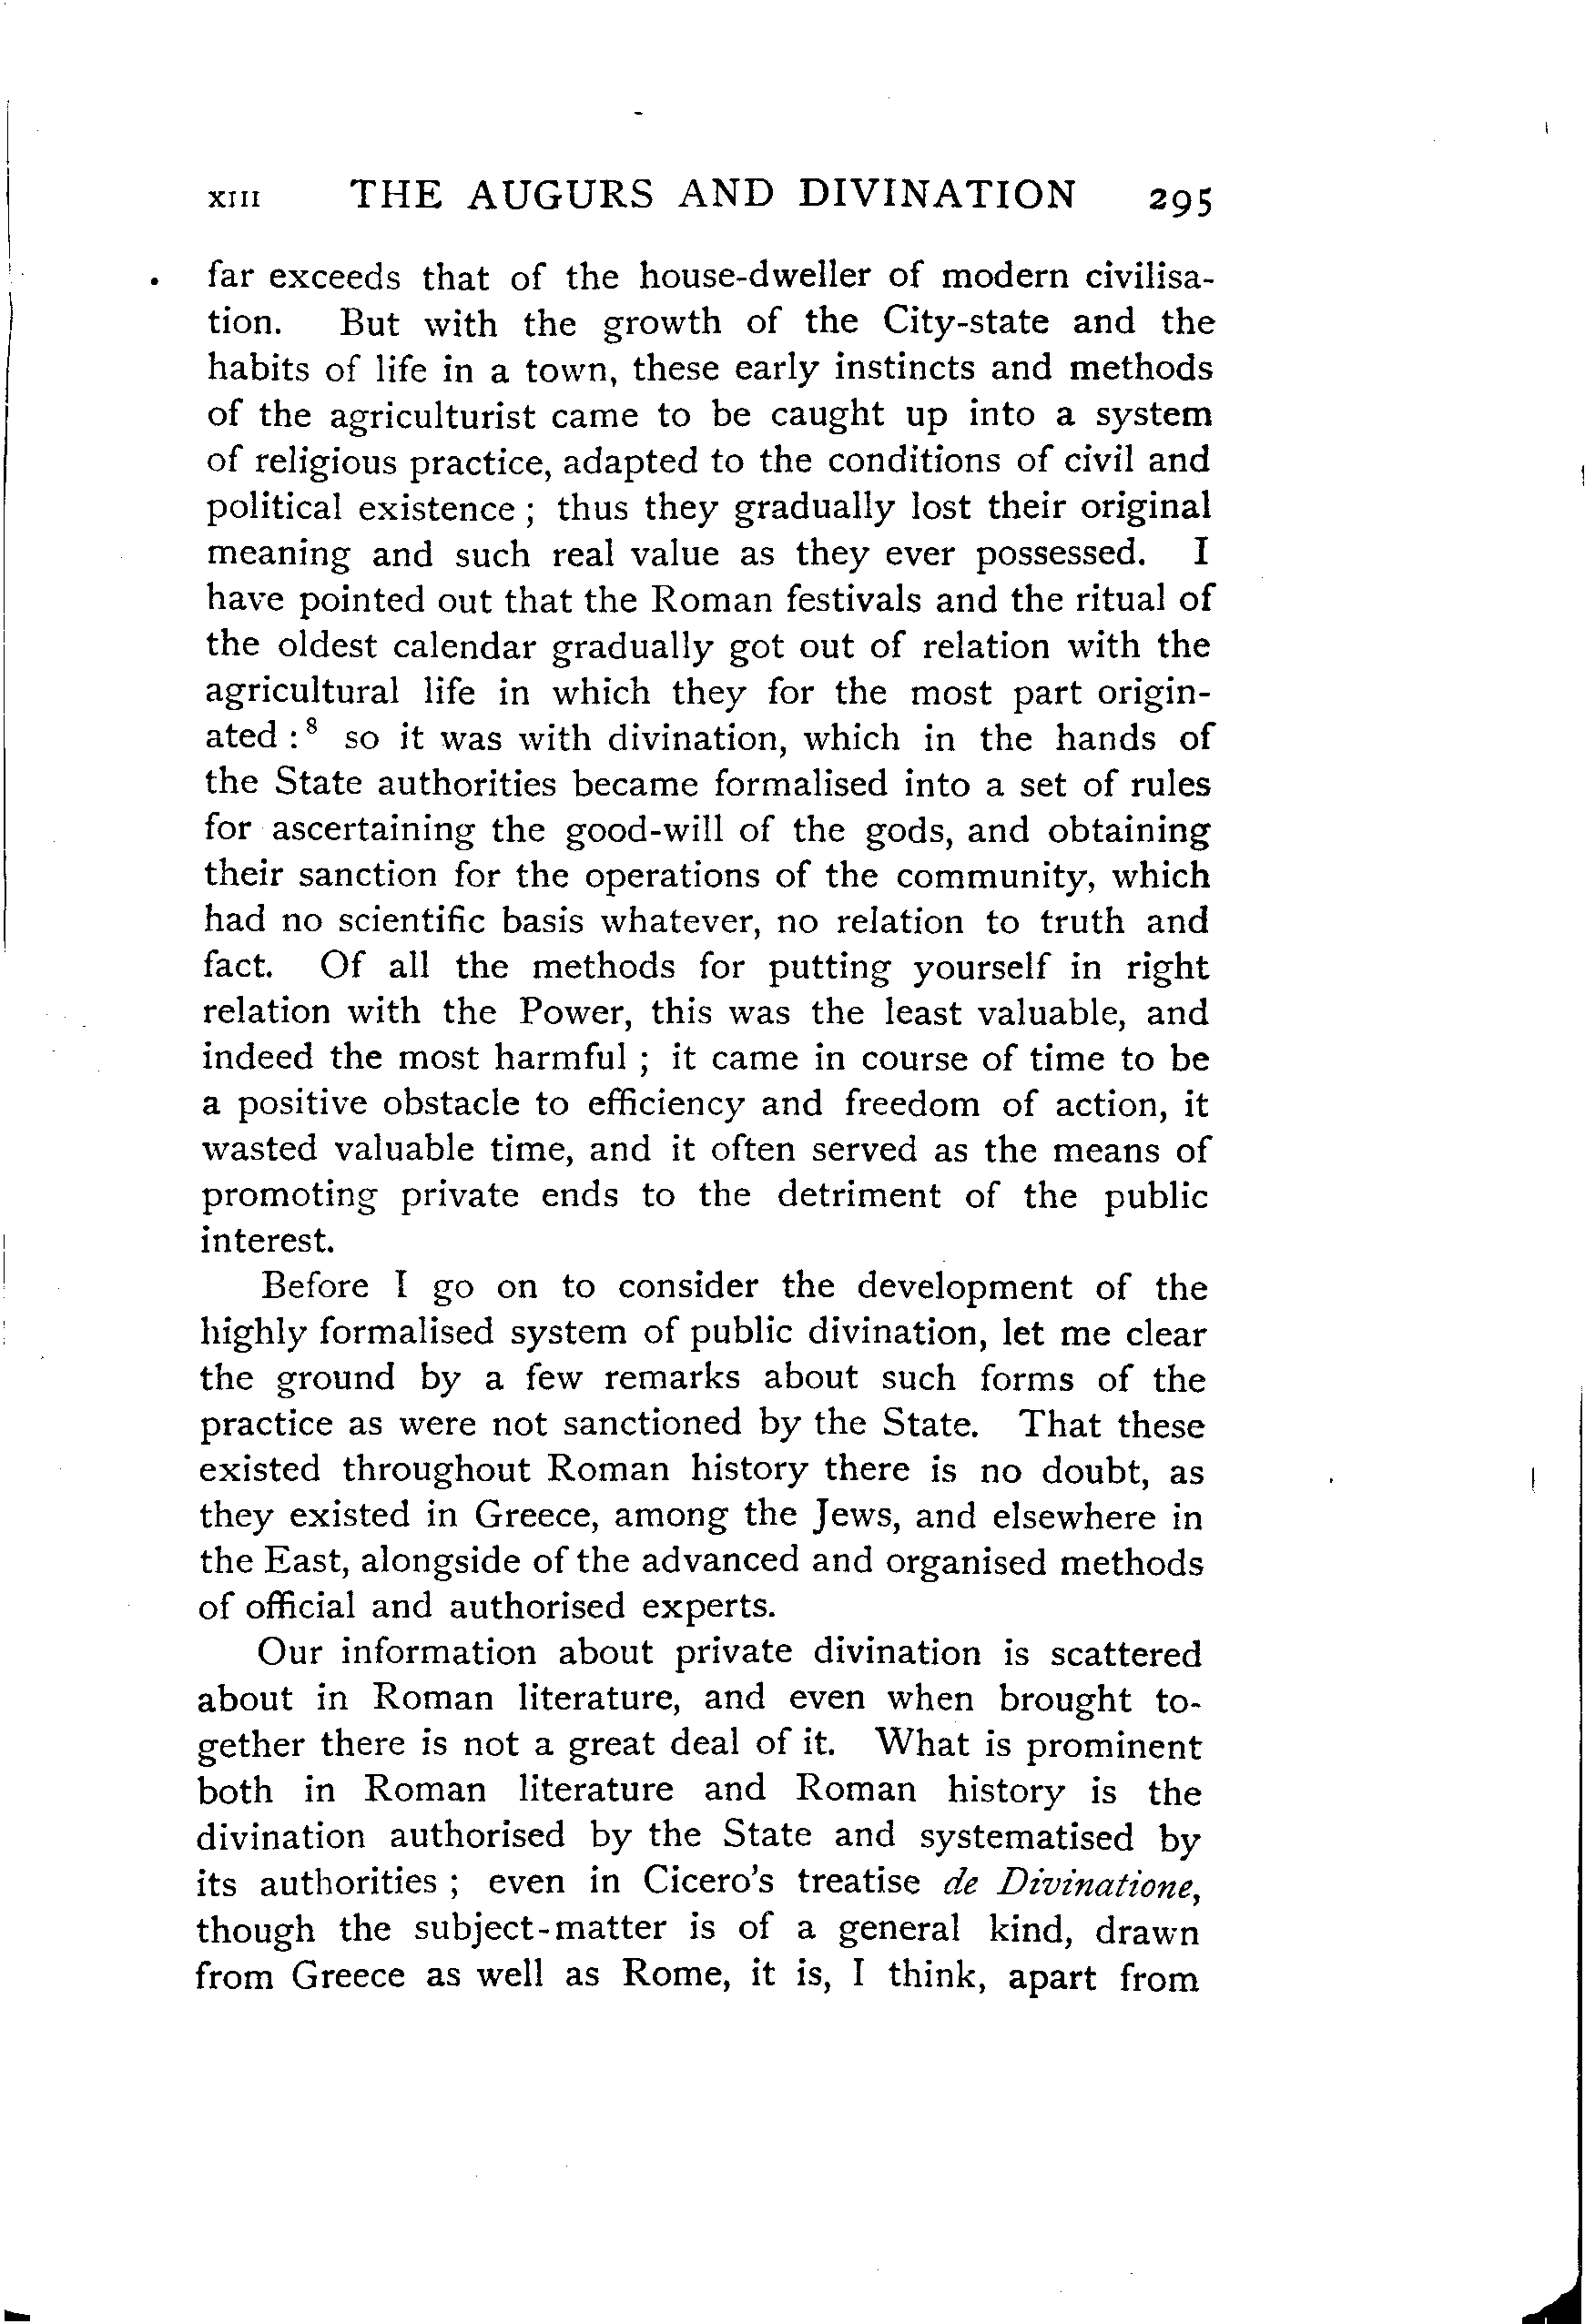 XIII THE AUGURS AND DIVINATION 295
far exceeds that of the house-dweller of modern civilisa-
tion. But with the growth of the City-state and the
habits of life in a town, these early instincts and methods
of the agriculturist came to be caught up into a system
of religious practice, adapted to the conditions of civil and
political existence ; thus they gradually lost their original
meaning and such real value as they ever possessed. I
have pointed out that the Roman festivals and the ritual of
the oldest calendar gradually got out of relation with the
agricultural life in which they for the most part origin-
ated :⁸ so it was with divination, which in the hands of
the State authorities became formalised into a set of rules
for ascertaining the good-will of the gods, and obtaining
their sanction for the operations of the community, which
had no scientific basis whatever, no relation to truth and
fact. Of all the methods for putting yourself in right
relation with the Power, this was the least valuable, and
indeed the most harmful ; it came in course of time to be
a positive obstacle to efficiency and freedom of action, it
wasted valuable time, and it often served as the means of
promoting private ends to the detriment of the public
interest.
Before I go on to consider the development of the
highly formalised system of public divination, let me clear
the ground by a few remarks about such forms of the
practice as were not sanctioned by the State. That these
existed throughout Roman history there is no doubt, as
they existed in Greece, among the Jews, and elsewhere in
the East, alongside of the advanced and organised methods
of official and authorised experts.
Our information about private divination is scattered
about in Roman literature, and even when brought to-
gether there is not a great deal of it. What is prominent
both in Roman literature and Roman history is the
divination authorised by the State and systematised by
its authorities ; even in Cicero's treatise de Divinatione,
though the subject-matter is of a general kind, drawn
from Greece as well as Rome, it is, I think, apart from